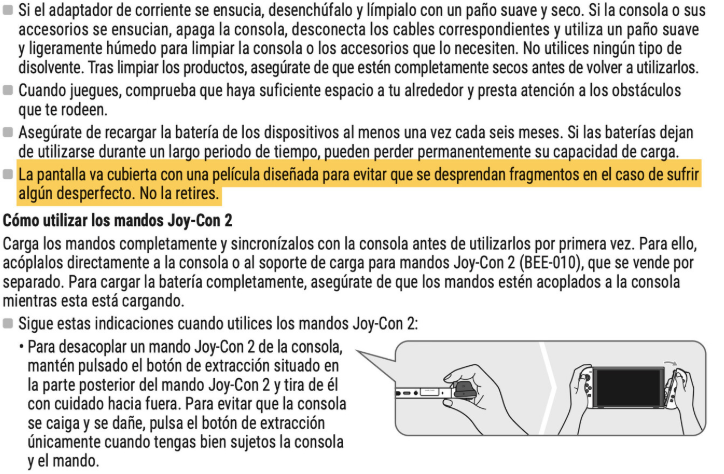 Si el adaptador de corriente se ensucia, desenchúfalo y límpialo con un paño suave y seco. Si la consola o sus
accesorios se ensucian, apaga la consola, desconecta los cables correspondientes y utiliza un paño suave
y ligeramente húmedo para limpiar la consola o los accesorios que lo necesiten. No utilices ningún tipo de
disolvente. Tras limpiar los productos, asegúrate de que estén completamente secos antes de volver a utilizarlos.
Cuando juegues, comprueba que haya suficiente espacio a tu alrededor y presta atención a los obstáculos
que te rodeen.
Asegúrate de recargar la batería de los dispositivos al menos una vez cada seis meses. Si las baterías dejan
de utilizarse durante un largo periodo de tiempo, pueden perder permanentemente su capacidad de carga.
La pantalla va cubierta con una película diseñada para evitar que se desprendan fragmentos en el caso de sufrir
algún desperfecto. No la retires.
Cómo utilizar los mandos Joy-Con 2
Carga los mandos completamente y sincronízalos con la consola antes de utilizarlos por primera vez. Para ello,
acóplalos directamente a la consola o al soporte de carga para mandos Joy-Con 2 (BEE-010), que se vende por
separado. Para cargar la batería completamente, asegúrate de que los mandos estén acoplados a la consola
mientras esta está cargando.
Sigue estas indicaciones cuando utilices los mandos Joy-Con 2:
• Para desacoplar un mando Joy-Con 2 de la consola,
mantén pulsado el botón de extracción situado en
la parte posterior del mando Joy-Con 2 y tira de él
con cuidado hacia fuera. Para evitar que la consola
se caiga y se dañe, pulsa el botón de extracción
únicamente cuando tengas bien sujetos la consola
y el mando.